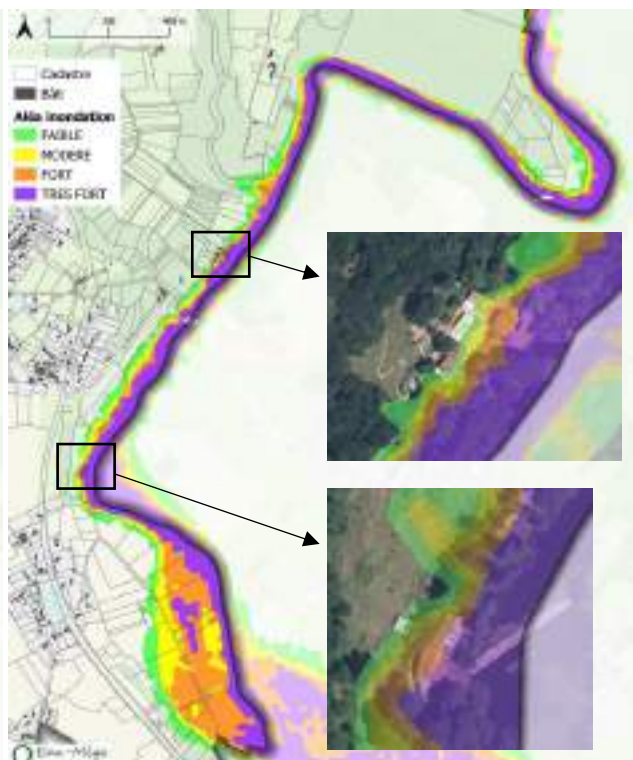 Cadastre
Bâti
Aléa inondation
FAIBLE
MODERE
FORT
TRES FORT